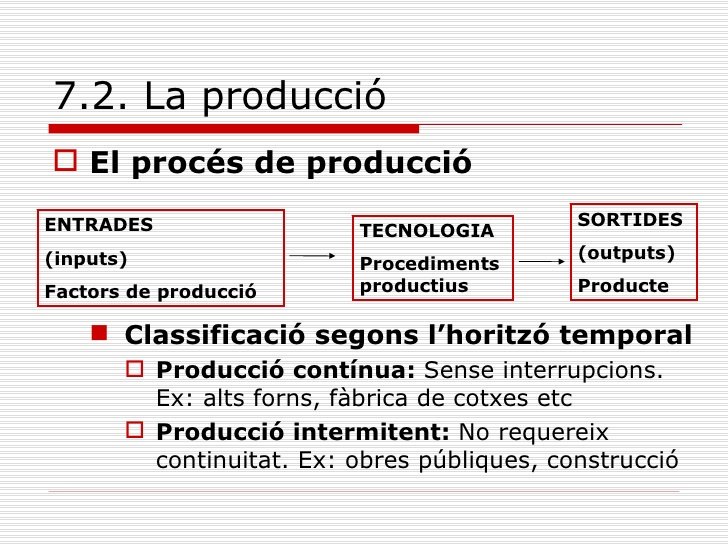 7.2. La producció
El procés de producció
ENTRADES
(inputs)
Factors de producció
TECNOLOGIA
Procediments
productius
SORTIDES
(outputs)
Producte
Classificació segons l’horitzó temporal
Producció contínua: Sense interrupcions.
Ex: alts forns, fàbrica de cotxes etc
Producció intermitent: No requereix
continuitat. Ex: obres públiques, construcció